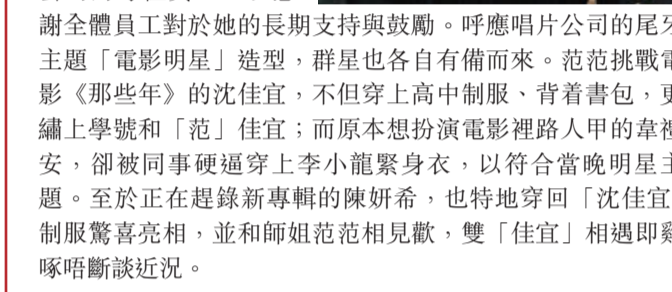 謝全體員工對於她的長期支持與鼓勵。呼應唱片公司的尾牙
主題「電影明星」造型，群星也各自有備而來。范范挑戰電
影《那些年》的沈佳宜，不但穿上高中制服、背着書包，更
繡上學號和「范」佳宜；而原本想扮演電影裡路人甲的韋禮
安，卻被同事硬逼穿上李小龍緊身衣，以符合當晚明星主
題。至於正在趕錄新專輯的陳妍希，也特地穿回「沈佳宜」
制服驚喜亮相，並和師姐范范相見歡，雙「佳宜」相遇即雞
啄唔斷談近況。